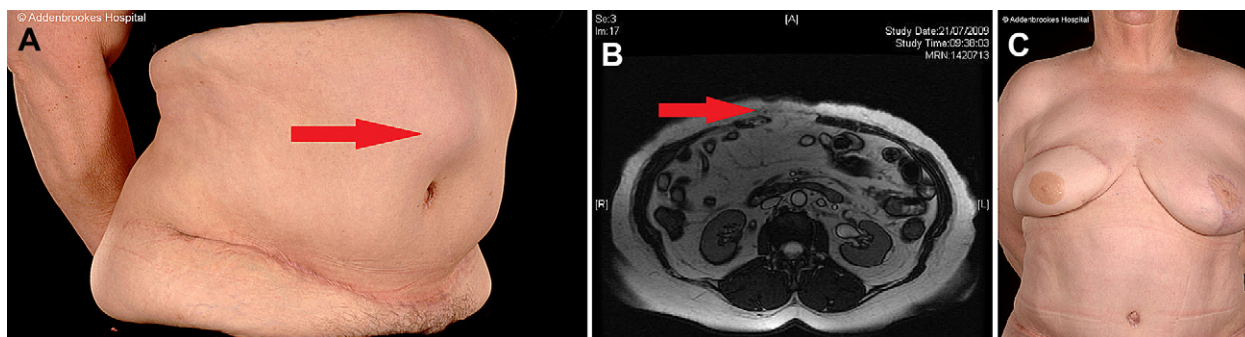 © Addenbrookes Hospital
A
Se:3
Im:17
[A]
Study Date:21/07/2009
Study Time:09:38:03
MRN:1420713
B
[R]
[L]
© Addenbrookes Hospital
C